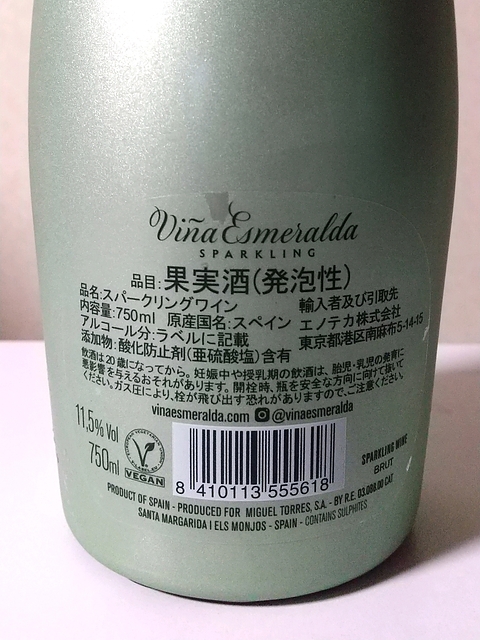 Viña Esmeralda
SPARKLING
品目:果実酒(発泡性)
品名:スパークリングワイン
内容量:750ml 原産国名:スペイン
アルコール分:ラベルに記載
添加物:酸化防止剤(亜硫酸塩)含有
輸入者及び引取先
エノテカ株式会社
東京都港区南麻布5-14-15
飲酒は20歳になってから。妊娠中や授乳期の飲酒は、胎児・乳児の発育に
悪影響を与えるおそれがあります。開栓時、瓶を安全な方向に向けて抜いて
ください。ガス圧により、栓が飛び出す恐れがありますので、ご注意ください。
vinaesmeralda.com @vinaesmeralda
11,5% Vol
750ml
EUROPEAN VEGETARIAN UNION
VEGAN
8 410113 555618
SPARKLING WINE
BRUT
PRODUCT OF SPAIN - PRODUCED FOR MIGUEL TORRES, S.A. - BY R.E. 03.098.00 CAT
SANTA MARGARIDA I ELS MONJOS - SPAIN - CONTAINS SULPHITES